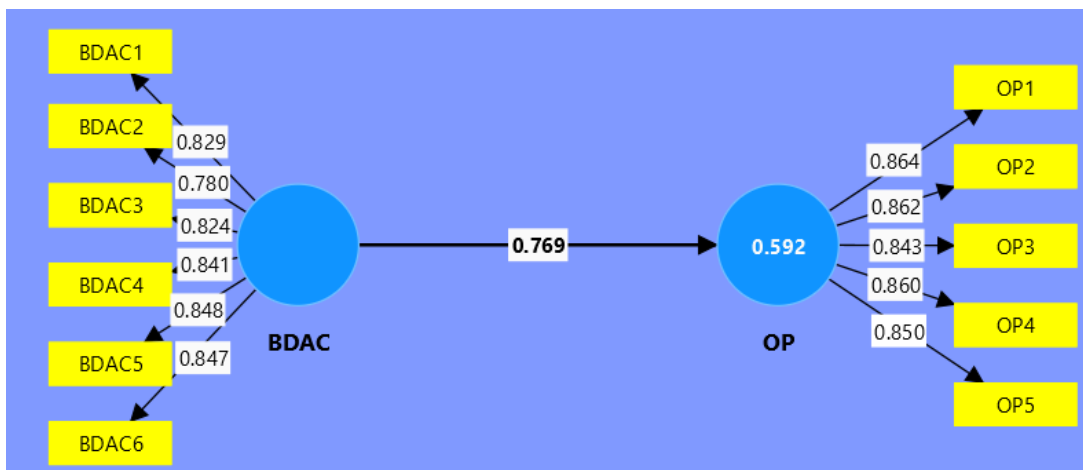 BDAC1
BDAC2
BDAC3
BDAC4
BDAC5
BDAC6
0.829
0.780
0.824
0.841
0.848
0.847
BDAC
0.769
0.592
OP
0.864
0.862
0.843
0.860
0.850
OP1
OP2
OP3
OP4
OP5